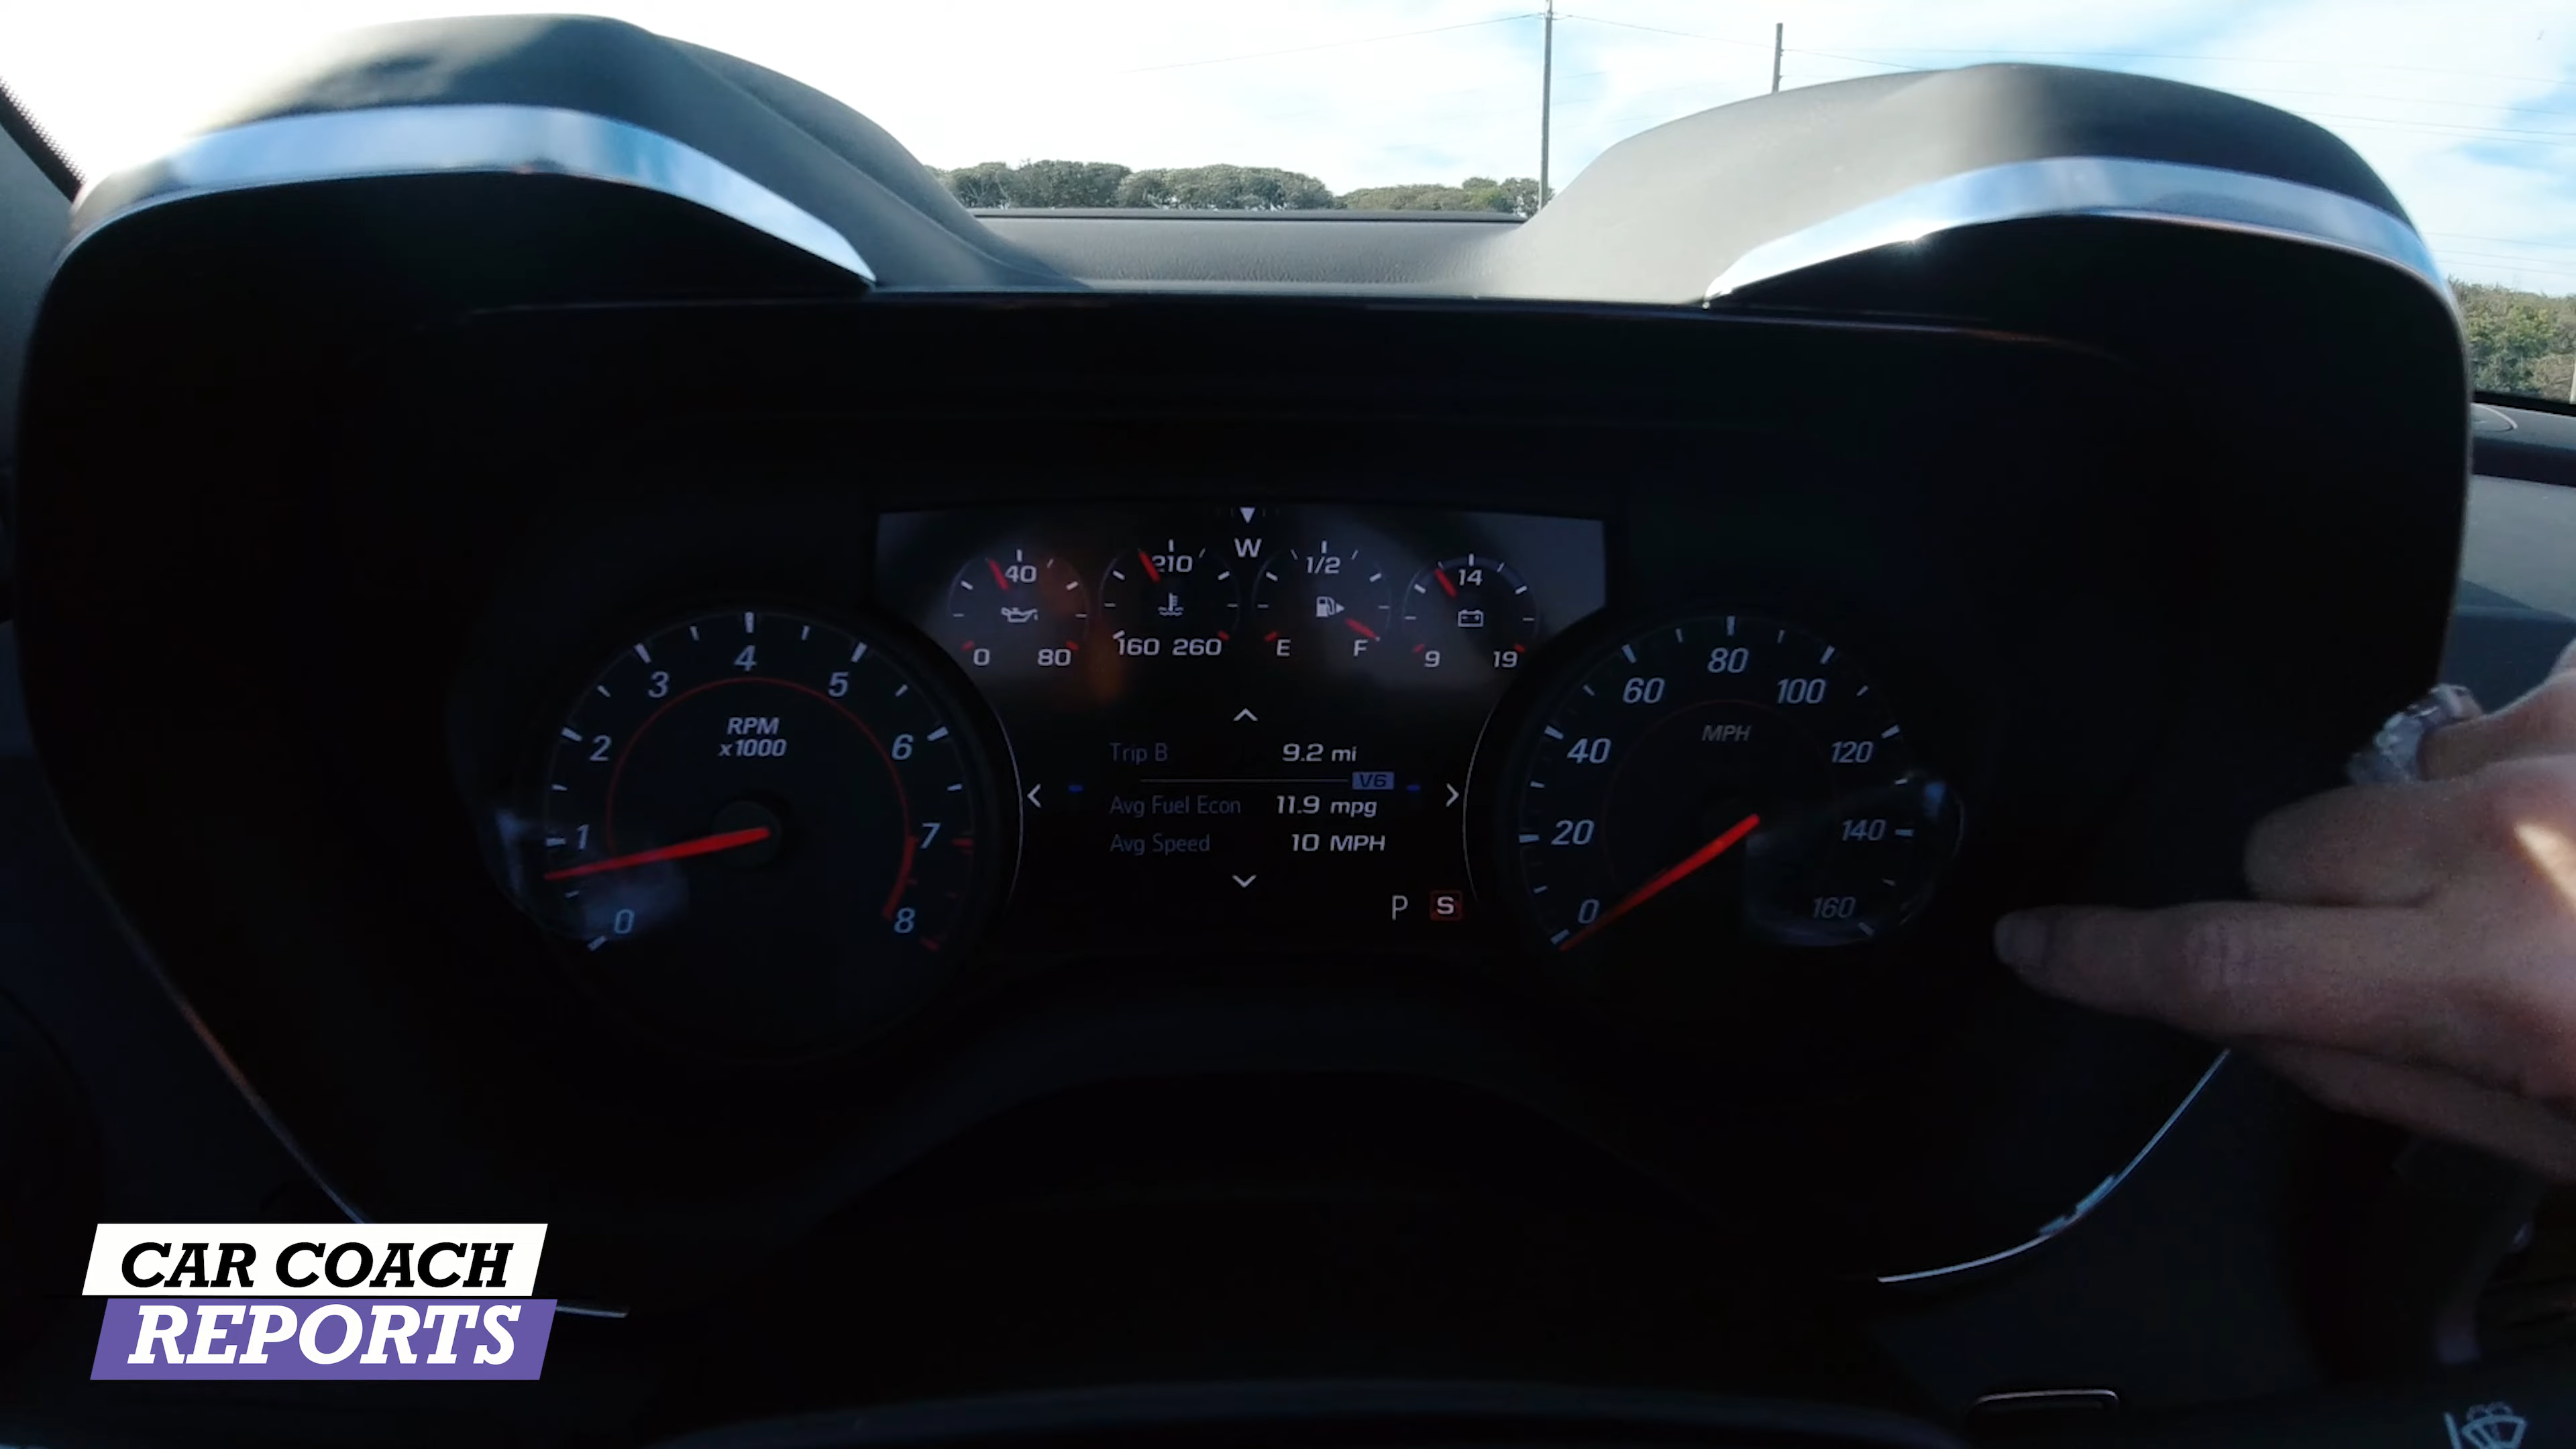 W
40
0 80
210
160 260
1/2
E F
14
9 19
0
1
2
3
4
5
6
7
8
RPM
x1000
Trip B 9.2 mi
V6
Avg Fuel Econ 11.9 mpg
Avg Speed 10 MPH
P S
0
20
40
60
80
100
120
140
160
MPH
CAR COACH
REPORTS